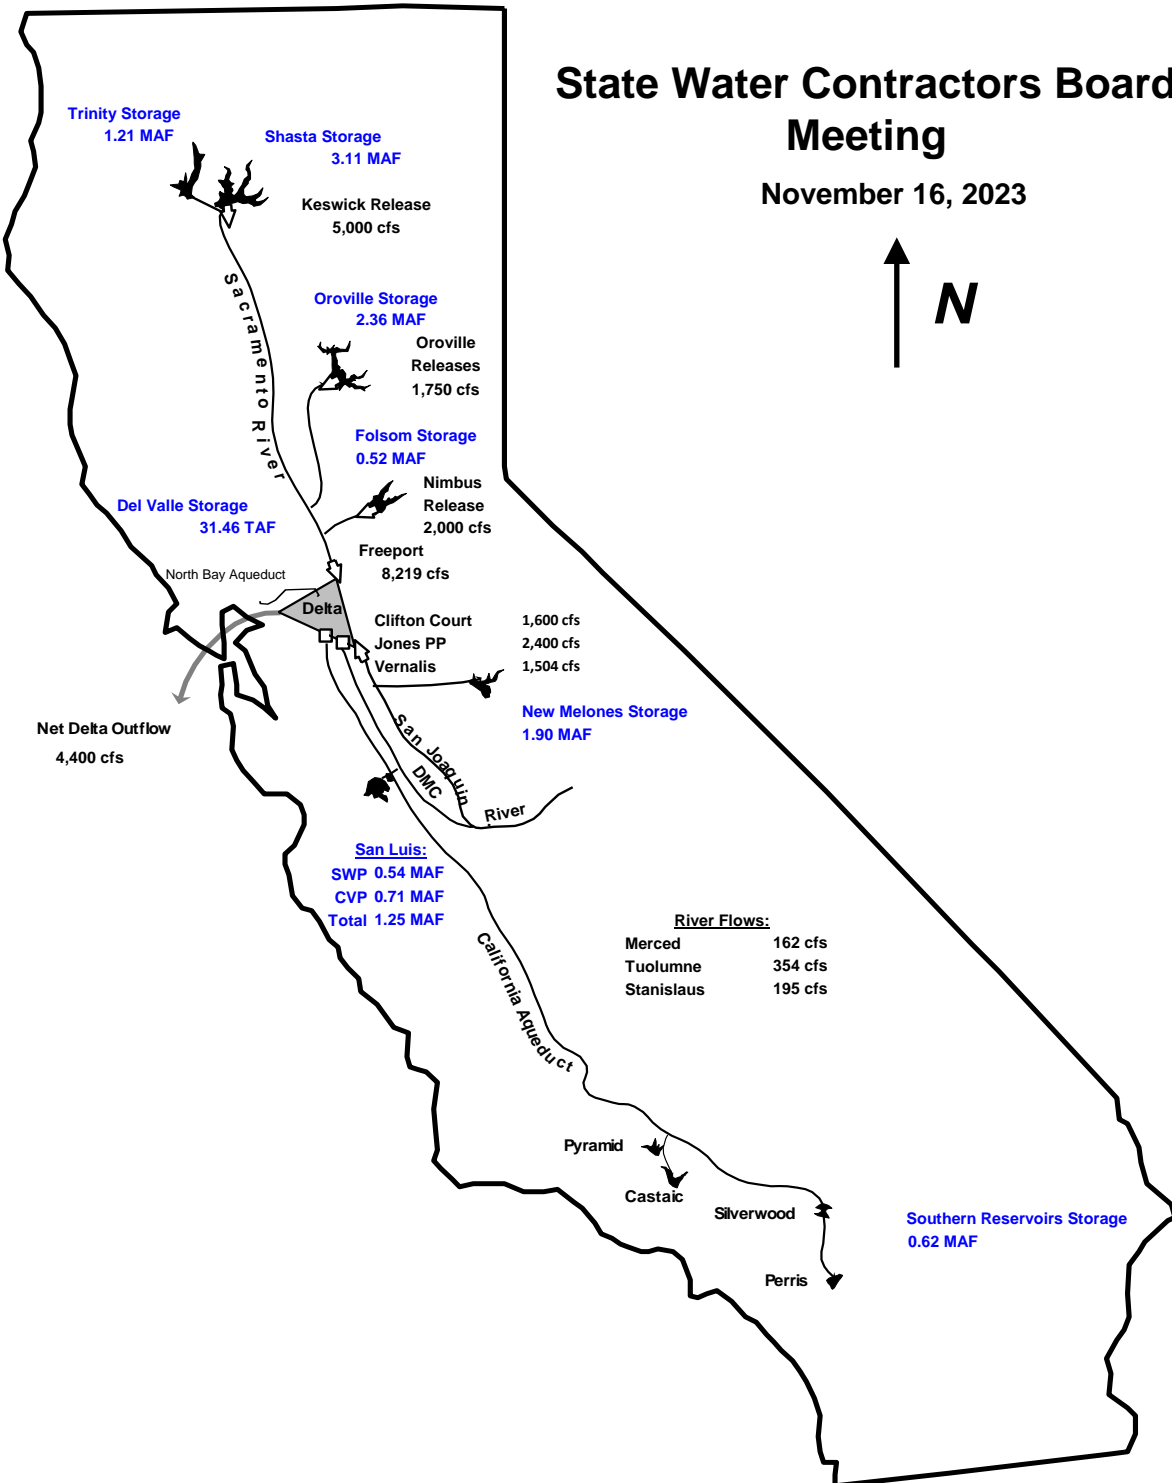 State Water Contractors Board
Meeting
November 16, 2023
N
Trinity Storage
1.21 MAF
Shasta Storage
3.11 MAF
Keswick Release
5,000 cfs
Sacramento River
Oroville Storage
2.36 MAF
Oroville
Releases
1,750 cfs
Folsom Storage
0.52 MAF
Nimbus
Release
2,000 cfs
Del Valle Storage
31.46 TAF
Freeport
8,219 cfs
North Bay Aqueduct
Delta
Clifton Court 1,600 cfs
Jones PP 2,400 cfs
Vernalis 1,504 cfs
New Melones Storage
1.90 MAF
Net Delta Outflow
4,400 cfs
San Joaquin River
DMC
San Luis:
SWP 0.54 MAF
CVP 0.71 MAF
Total 1.25 MAF
River Flows:
Merced 162 cfs
Tuolumne 354 cfs
Stanislaus 195 cfs
California Aqueduct
Pyramid
Castaic
Silverwood
Southern Reservoirs Storage
0.62 MAF
Perris